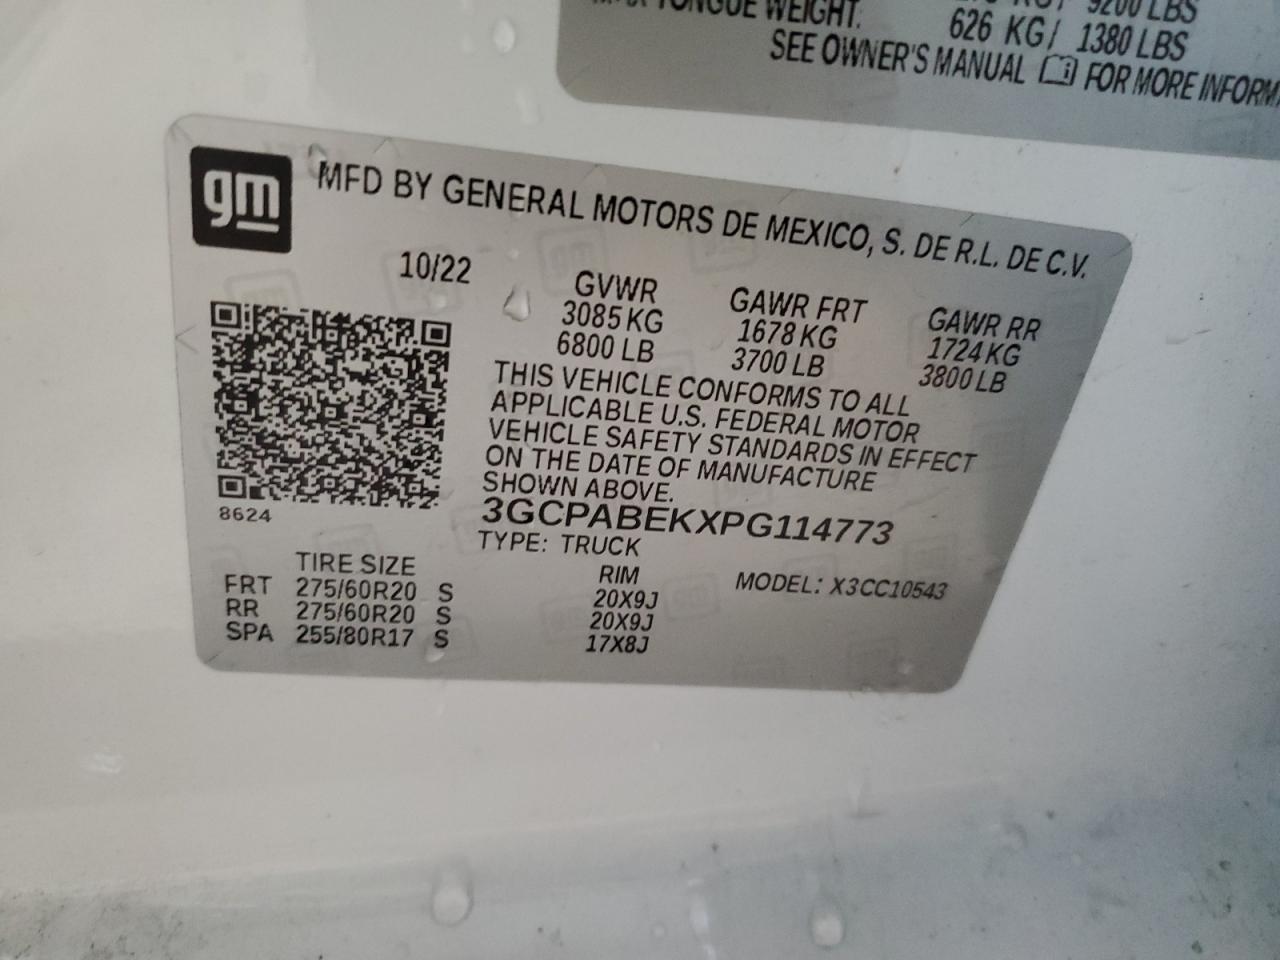 TONGUE WEIGHT: 9200 LBS
626 KG/ 1380 LBS
SEE OWNER'S MANUAL FOR MORE
gm
MFD BY GENERAL MOTORS DE MEXICO, S. DE R.L. DE C.V.
10/22
GVWR GAWR FRT GAWR RR
3085 KG 1678 KG 1724 KG
6800 LB 3700 LB 3800 LB
THIS VEHICLE CONFORMS TO ALL
APPLICABLE U.S. FEDERAL MOTOR
VEHICLE SAFETY STANDARDS IN EFFECT
ON THE DATE OF MANUFACTURE
SHOWN ABOVE.
8624
3GCPABEKXPG114773
TYPE: TRUCK
MODEL: X3CC10543
TIRE SIZE RIM
FRT 275/60R20 S 20X9J
RR 275/60R20 S 20X9J
SPA 255/80R17 S 17X8J